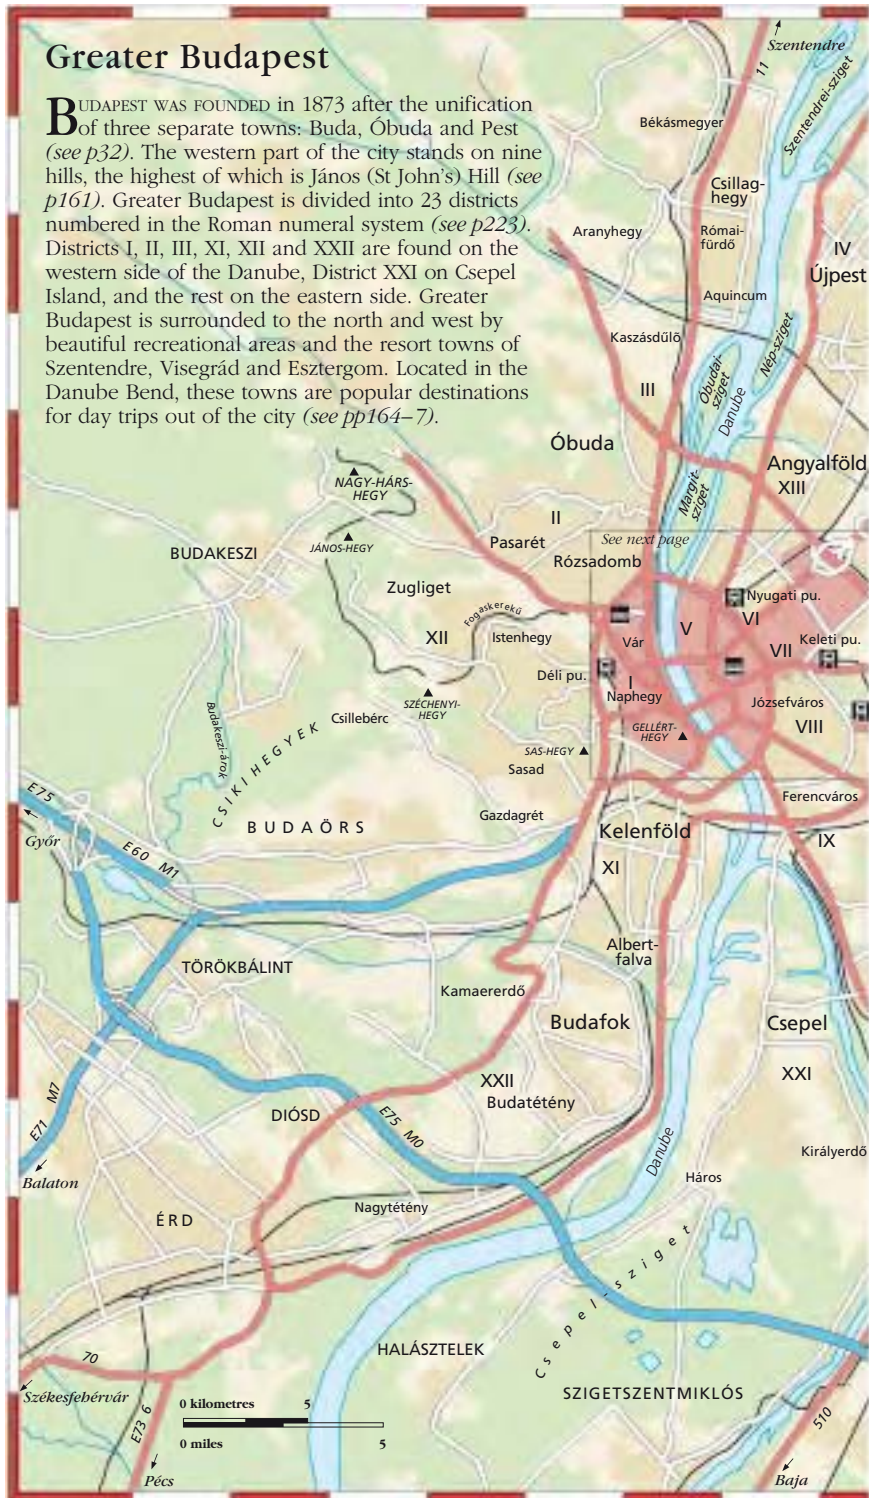 Greater Budapest
BUDAPEST WAS FOUNDED in 1873 after the unification
of three separate towns: Buda, Óbuda and Pest
(see p32). The western part of the city stands on nine
hills, the highest of which is János (St John's) Hill (see
p161). Greater Budapest is divided into 23 districts
numbered in the Roman numeral system (see p223).
Districts I, II, III, XI, XII and XXII are found on the
western side of the Danube, District XXI on Csepel
Island, and the rest on the eastern side. Greater
Budapest is surrounded to the north and west by
beautiful recreational areas and the resort towns of
Szentendre, Visegrád and Esztergom. Located in the
Danube Bend, these towns are popular destinations
for day trips out of the city (see pp164–7).
Szentendre
11
Szentendrei-sziget
Békásmegyer
Csillag-
hegy
Aranyhegy
Római-
fürdő
IV
Újpest
Aquincum
Kaszásdűlő
Nép-sziget
Óbudai-
sziget
Danube
III
Óbuda
Angyalföld
XIII
Margit-
sziget
NAGY-HÁRS-
HEGY
II
Pasarét
See next page
JÁNOS-HEGY
BUDAKESZI
Rózsadomb
Zugliget
Nyugati pu.
Fogaskerekű
VI
V
XII
Istenhegy
Vár
Keleti pu.
VII
Déli pu.
I
Naphegy
SZÉCHENYI-
HEGY
Józsefváros
VIII
Csillebérc
GELLÉRT-
HEGY
Budakeszi-árok
CSIKIHEGYEK
SAS-HEGY
Sasad
E75
Ferencváros
Gazdagrét
BUDAÖRS
Kelenföld
Győr
E60 M1
IX
XI
Albert-
falva
TÖRÖKBÁLINT
Kamaererdő
Budafok
Csepel
XXII
XXI
Budatétény
E71 M7
DIÓSD
E75 M0
Danube
Királyerdő
Balaton
Háros
Nagytétény
ÉRD
Csepel-sziget
HALÁSZTELEK
70
SZIGETSZENTMIKLÓS
Székesfehérvár
0 kilometres 5
0 miles 5
E73 6
510
Pécs
Baja